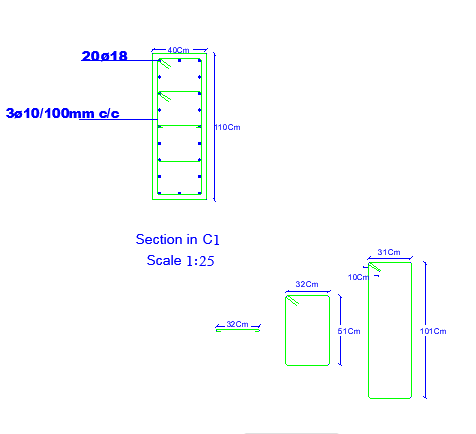 40Cm
20ø18
3ø10/100mm c/c
110Cm
Section in C1
Scale 1:25
31Cm
10Cm
32Cm
32Cm
51Cm
101Cm